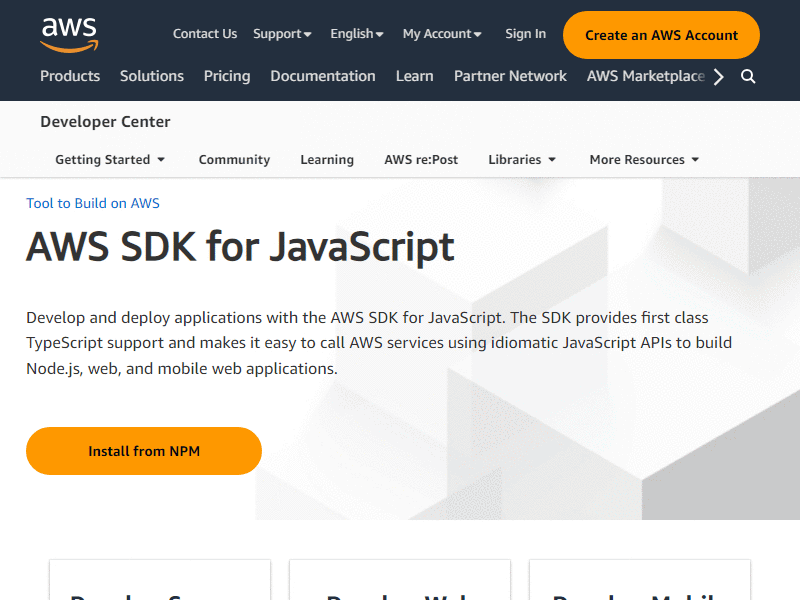 aws
Contact Us Support English My Account Sign In Create an AWS Account
Products Solutions Pricing Documentation Learn Partner Network AWS Marketplace
Developer Center
Getting Started Community Learning AWS re:Post Libraries More Resources
Tool to Build on AWS
AWS SDK for JavaScript
Develop and deploy applications with the AWS SDK for JavaScript. The SDK provides first class
TypeScript support and makes it easy to call AWS services using idiomatic JavaScript APIs to build
Node.js, web, and mobile web applications.
Install from NPM